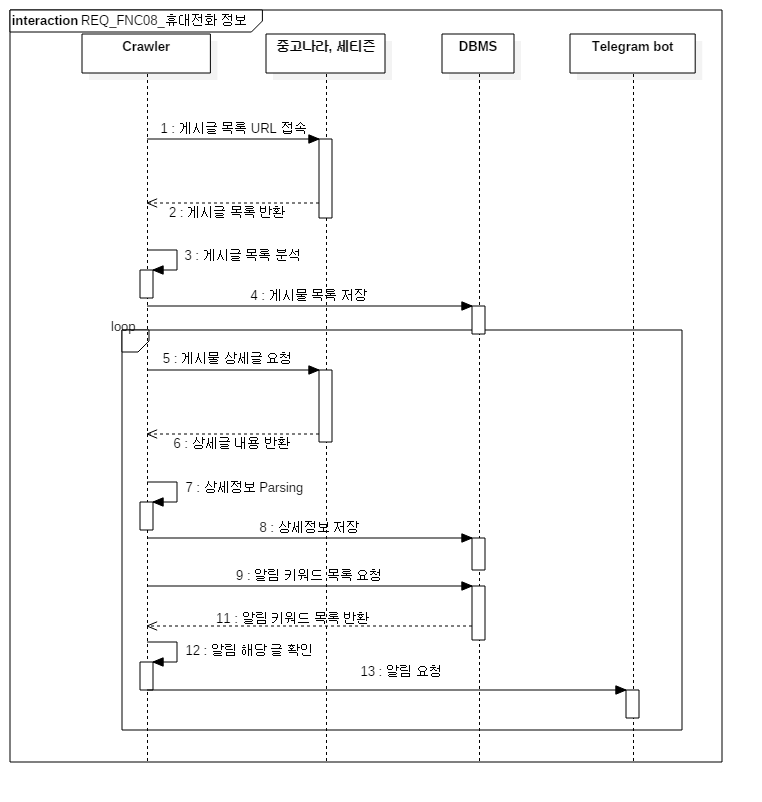 interaction REQ_FNC08_휴대전화 정보
Crawler
중고나라, 세티즌
DBMS
Telegram bot
1 : 게시글 목록 URL 접속
2 : 게시글 목록 반환
3 : 게시글 목록 분석
4 : 게시물 목록 저장
loop
5 : 게시물 상세글 요청
6 : 상세글 내용 반환
7 : 상세정보 Parsing
8 : 상세정보 저장
9 : 알림 키워드 목록 요청
11 : 알림 키워드 목록 반환
12 : 알림 해당 글 확인
13 : 알림 요청